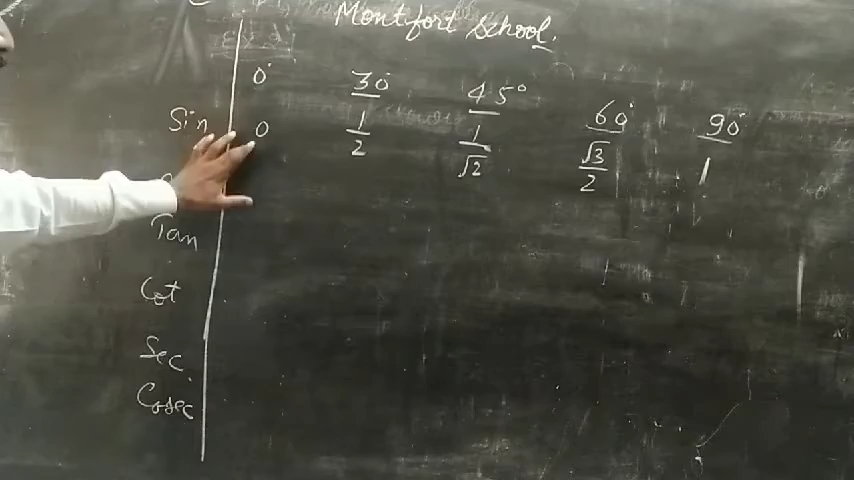 Montfort School.
0° 30° 45° 60° 90°
Sin 0 1/2 1/√2 √3/2 1
Tan
Cot
Sec
Cosec